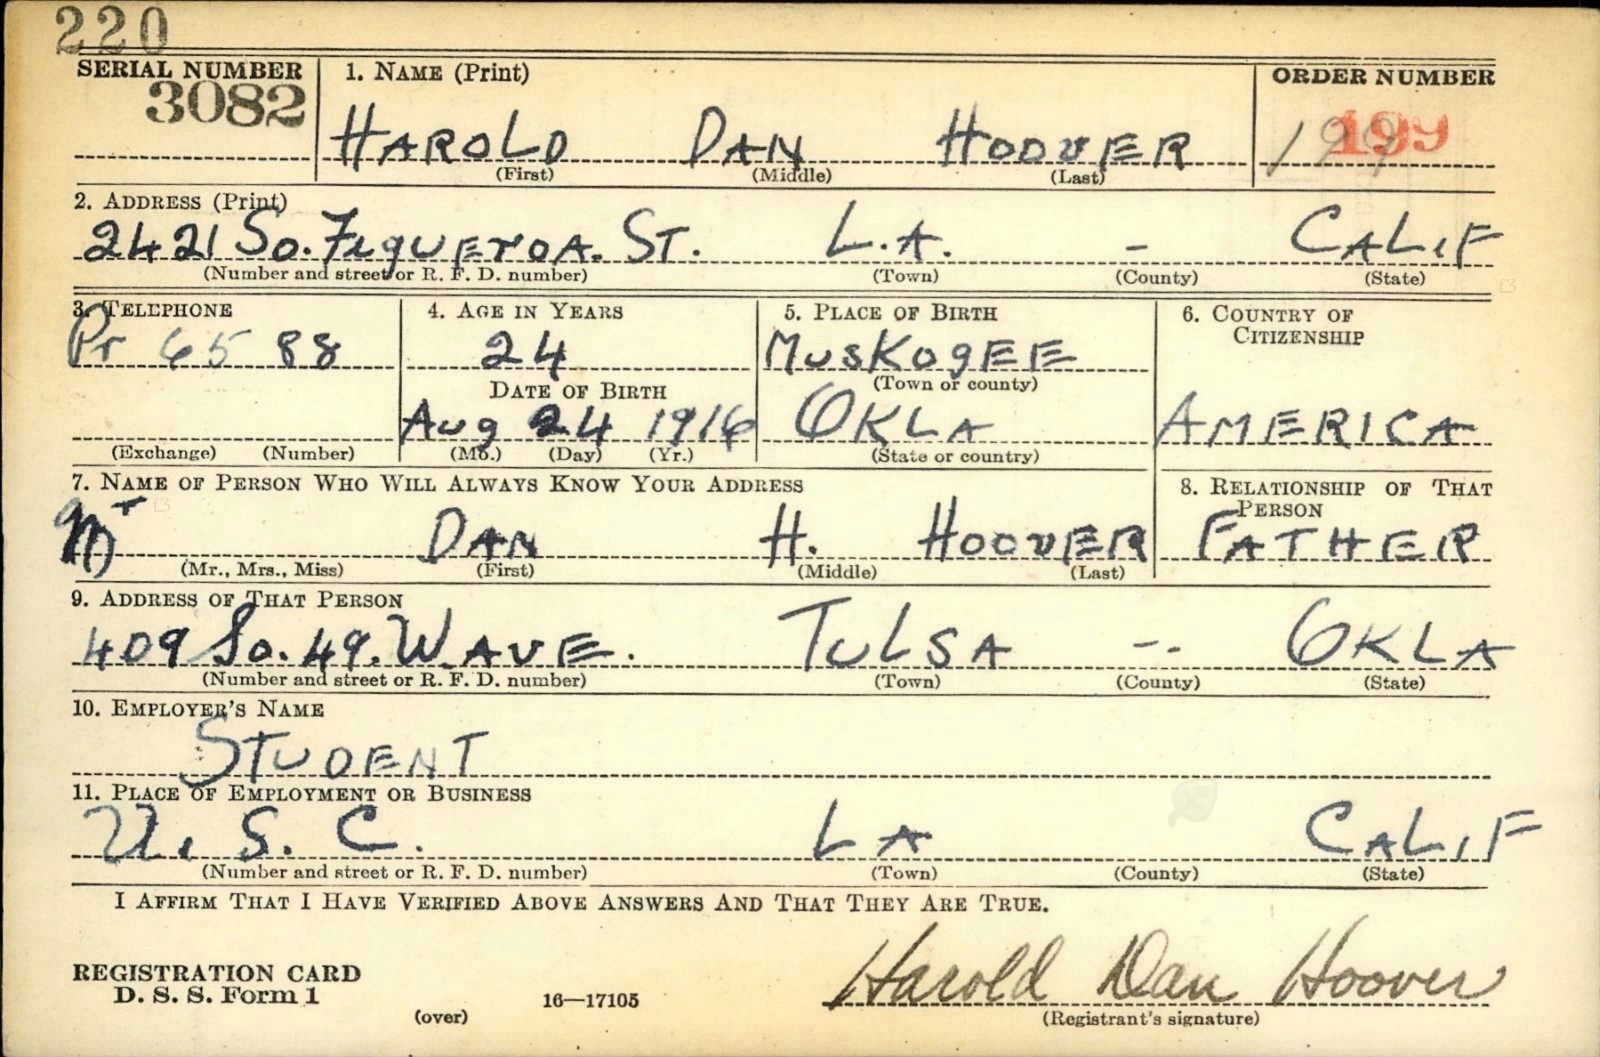 220
SERIAL NUMBER 1. NAME (Print) ORDER NUMBER
3082 HAROLD DAN HOOVER 199 199
(First) (Middle) (Last)
2. ADDRESS (Print)
2421 So. FIgUEroA. ST. L.A. - CALIF
(Number and street or R. F. D. number) (Town) (County) (State)
3. TELEPHONE 4. AGE IN YEARS 5. PLACE OF BIRTH 6. COUNTRY OF CITIZENSHIP
Pr 65 88 24 MUSKOgEE
DATE OF BIRTH (Town or county)
Aug 24 1916 OKLA AMERICA
(Exchange) (Number) (Mo.) (Day) (Yr.) (State or country)
7. NAME OF PERSON WHO WILL ALWAYS KNOW YOUR ADDRESS 8. RELATIONSHIP OF THAT PERSON
Mr DAN H. HOOVER FATHER
(Mr., Mrs., Miss) (First) (Middle) (Last)
9. ADDRESS OF THAT PERSON
409 So. 49. W. AVE. TULSA -- OKLA
(Number and street or R. F. D. number) (Town) (County) (State)
10. EMPLOYER'S NAME
STUDENT
11. PLACE OF EMPLOYMENT OR BUSINESS
U. S. C. LA CALIF
(Number and street or R. F. D. number) (Town) (County) (State)
I AFFIRM THAT I HAVE VERIFIED ABOVE ANSWERS AND THAT THEY ARE TRUE.
Harold Dan Hoover
REGISTRATION CARD
D. S. S. Form 1 16—17105
(over) (Registrant's signature)